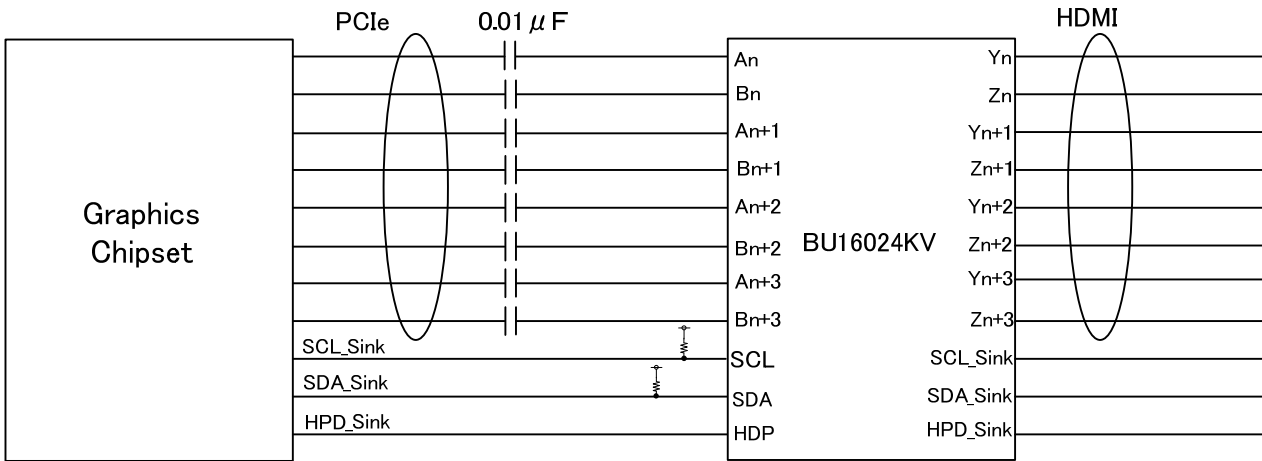 PCIe
0.01 μF
HDMI
Graphics
Chipset
An
Bn
An+1
Bn+1
An+2
Bn+2
An+3
Bn+3
SCL_Sink
SCL
SDA_Sink
SDA
HPD_Sink
HDP
BU16024KV
Yn
Zn
Yn+1
Zn+1
Yn+2
Zn+2
Yn+3
Zn+3
SCL_Sink
SDA_Sink
HPD_Sink